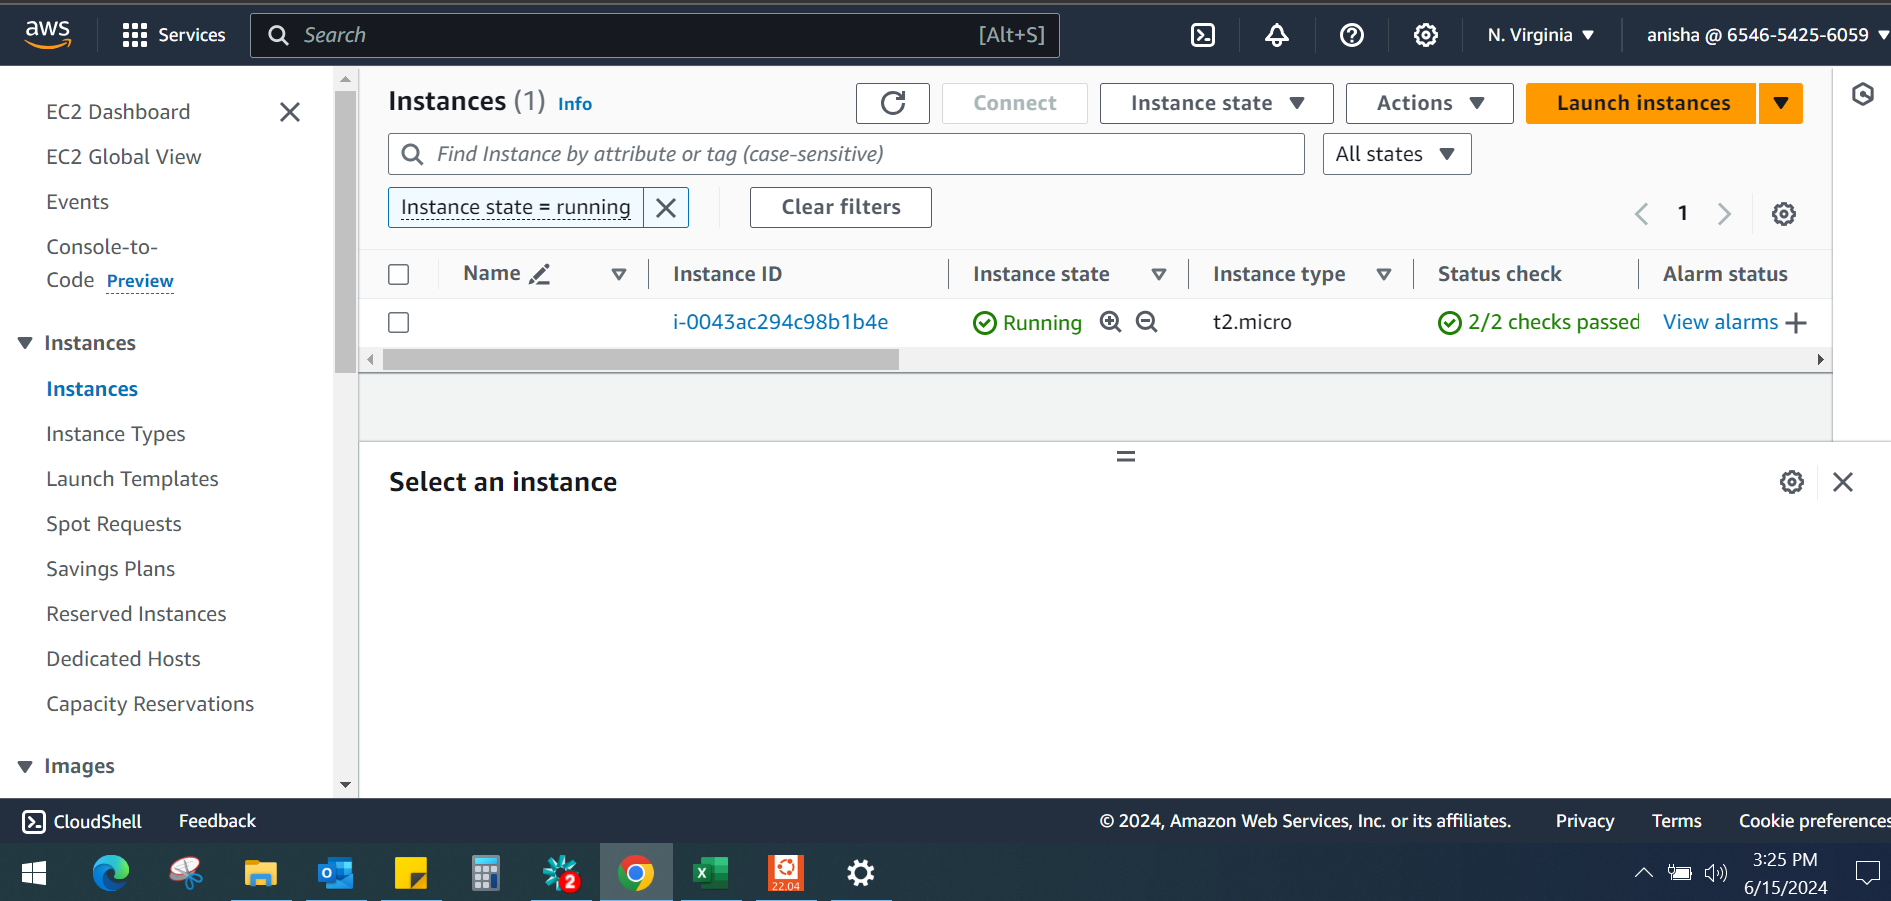 aws
Services
Search
[Alt+S]
N. Virginia
anisha @ 6546-5425-6059
EC2 Dashboard
EC2 Global View
Events
Console-to-
Code Preview
Instances
Instances
Instance Types
Launch Templates
Spot Requests
Savings Plans
Reserved Instances
Dedicated Hosts
Capacity Reservations
Images
Instances (1) Info
Connect
Instance state
Actions
Launch instances
Find Instance by attribute or tag (case-sensitive)
All states
Instance state = running
Clear filters
1
Name
Instance ID
Instance state
Instance type
Status check
Alarm status
i-0043ac294c98b1b4e
Running
t2.micro
2/2 checks passed
View alarms
Select an instance
CloudShell
Feedback
© 2024, Amazon Web Services, Inc. or its affiliates.
Privacy
Terms
Cookie preferences
2
22.04
3:25 PM
6/15/2024